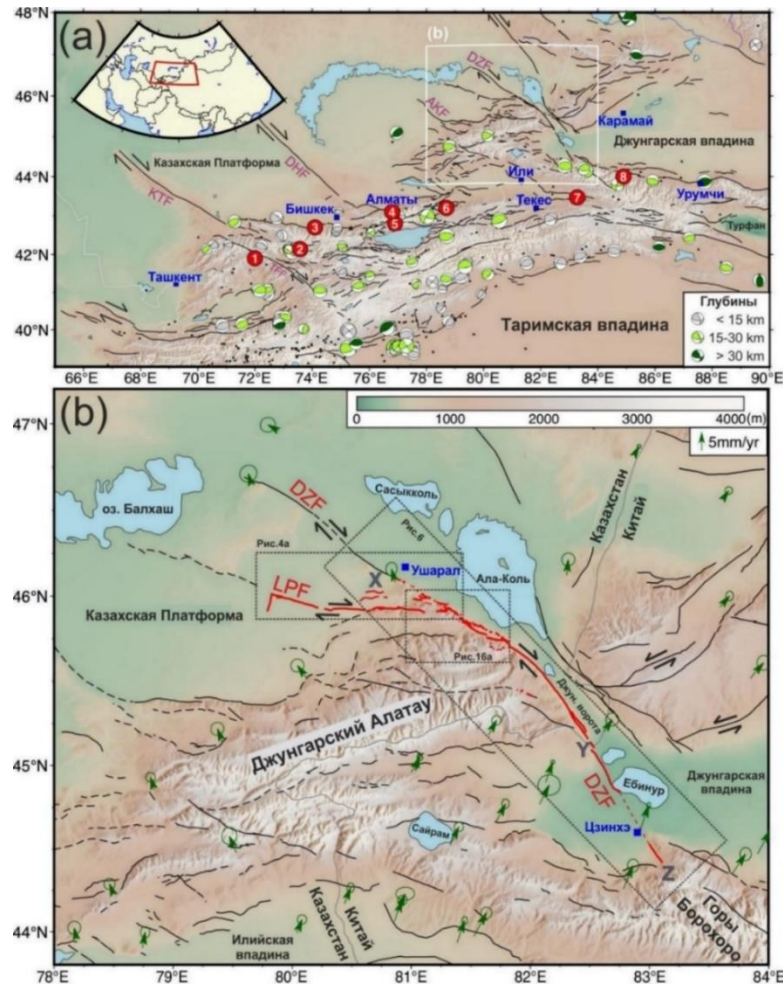 48°N
46°N
44°N
42°N
40°N
(a)
(b)
DZF
AKF
Карамай
Джунгарская впадина
Казахская Платформа
DHF
KTF
Или
8
Алматы
4
5
6
7
Текес
Урумчи
Бишкек
3
2
1
Турфан
Ташкент
Таримская впадина
Глубины
< 15 km
15-30 km
> 30 km
66°E 68°E 70°E 72°E 74°E 76°E 78°E 80°E 82°E 84°E 86°E 88°E 90°E
(b)
0 1000 2000 3000 4000(m)
5mm/yr
47°N
46°N
45°N
44°N
оз. Балхаш
DZF
Сасыкколь
Рис.6
Казахстан
Китай
Рис.4a
X
Ушарал
Ала-Коль
LPF
Казахская Платформа
Рис.16a
Джун. ворота
Джунгарский Алатау
Y
DZF
Ебинур
Джунгарская
впадина
Сайрам
Цзинхэ
Z
Горы
Борохоро
Казахстан
Китай
Илийская
впадина
78°E 79°E 80°E 81°E 82°E 83°E 84°E